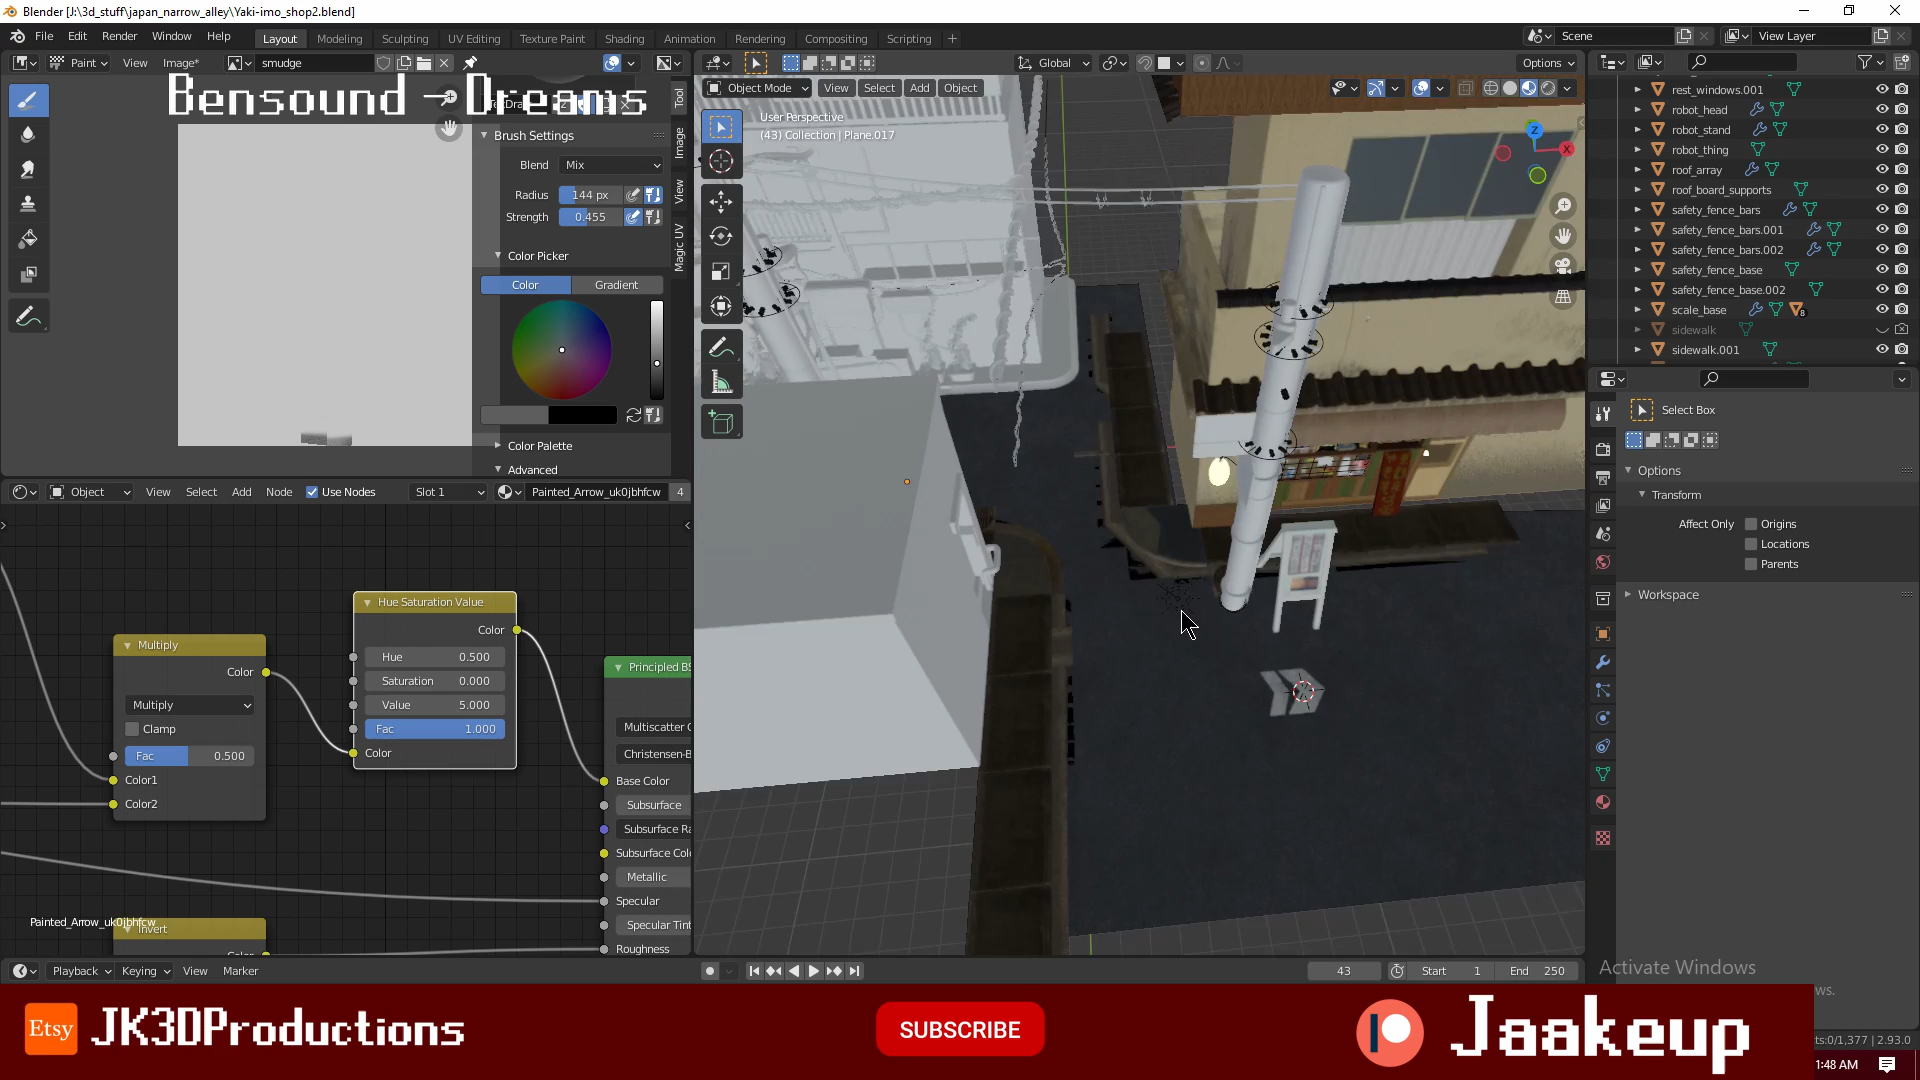 Blender [J:\3d_stuff\japan_narrow_alley\Yaki-imo_shop2.blend]
File Edit Render Window Help Layout Modeling Sculpting UV Editing Texture Paint Shading Animation Rendering Compositing Scripting Scene View Layer
Paint View Image* smudge Global Options
Object Mode View Select Add Object
Bensound - Dreams
User Perspective
(43) Collection | Plane.017
Brush Settings
Blend Mix
Radius 144 px
Strength 0.455
Color Picker
Color Gradient
Color Palette
Advanced
Tool
Image
View
Magic UV
Z
X
rest_windows.001
robot_head
robot_stand
robot_thing
roof_array
roof_board_supports
safety_fence_bars
safety_fence_bars.001
safety_fence_bars.002
safety_fence_base
safety_fence_base.002
scale_base 8
sidewalk
sidewalk.001
Select Box
Options
Transform
Affect Only Origins
Locations
Parents
Workspace
Object View Select Add Node Use Nodes Slot 1 Painted_Arrow_uk0jbhfcw 4
Multiply
Color
Multiply
Clamp
Fac 0.500
Color1
Color2
Hue Saturation Value
Color
Hue 0.500
Saturation 0.000
Value 5.000
Fac 1.000
Color
Principled BS
Multiscatter G
Christensen-B
Base Color
Subsurface
Subsurface Ra
Subsurface Colo
Metallic
Specular
Specular Tint
Roughness
Painted_Arrow_uk0jbhfcw
Invert
Playback Keying View Marker 43 Start 1 End 250
Activate Windows
ws.
Etsy JK3DProductions SUBSCRIBE Jaakeup
ts:0/1,377 | 2.93.0
1:48 AM